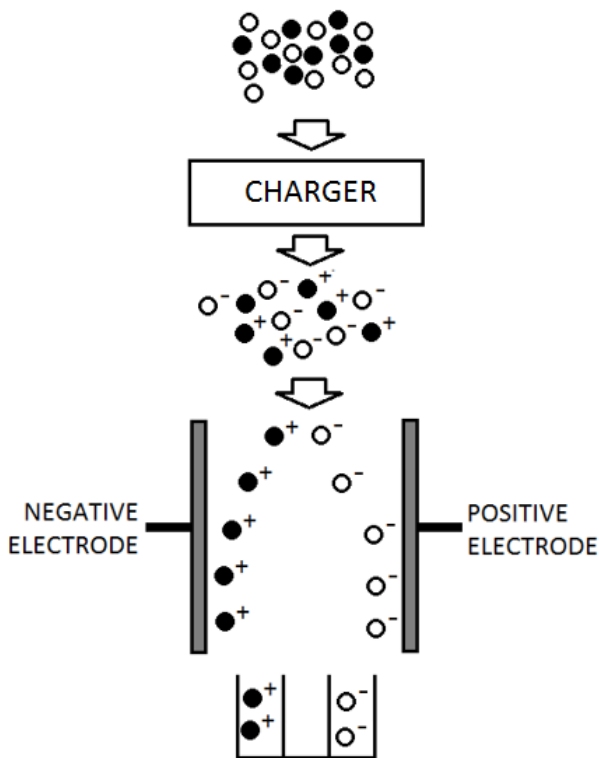 CHARGER
NEGATIVE
ELECTRODE
POSITIVE
ELECTRODE